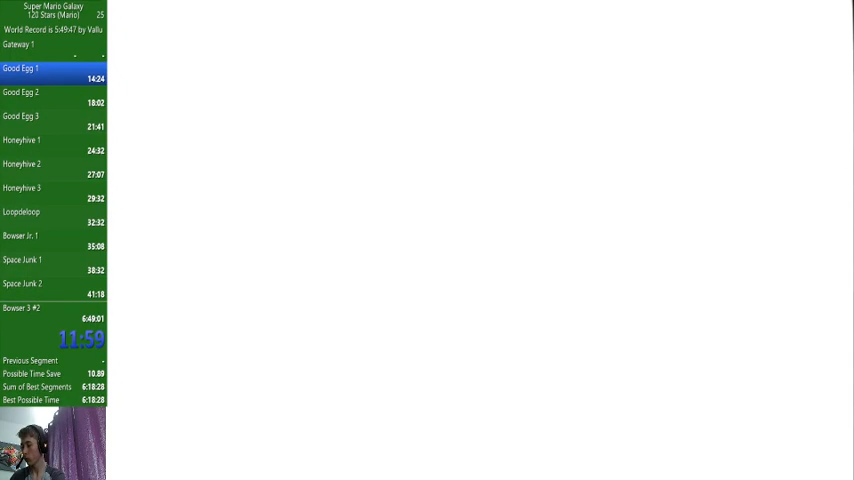 Super Mario Galaxy
120 Stars (Mario) 25
World Record is 5:49:47 by Vallu
Gateway 1
- -
Good Egg 1
14:24
Good Egg 2
18:02
Good Egg 3
21:41
Honeyhive 1
24:32
Honeyhive 2
27:07
Honeyhive 3
29:32
Loopdeloop
32:32
Bowser Jr. 1
35:08
Space Junk 1
38:32
Space Junk 2
41:18
Bowser 3 #2
6:49:01
11:59
Previous Segment -
Possible Time Save 10.89
Sum of Best Segments 6:18:28
Best Possible Time 6:18:28